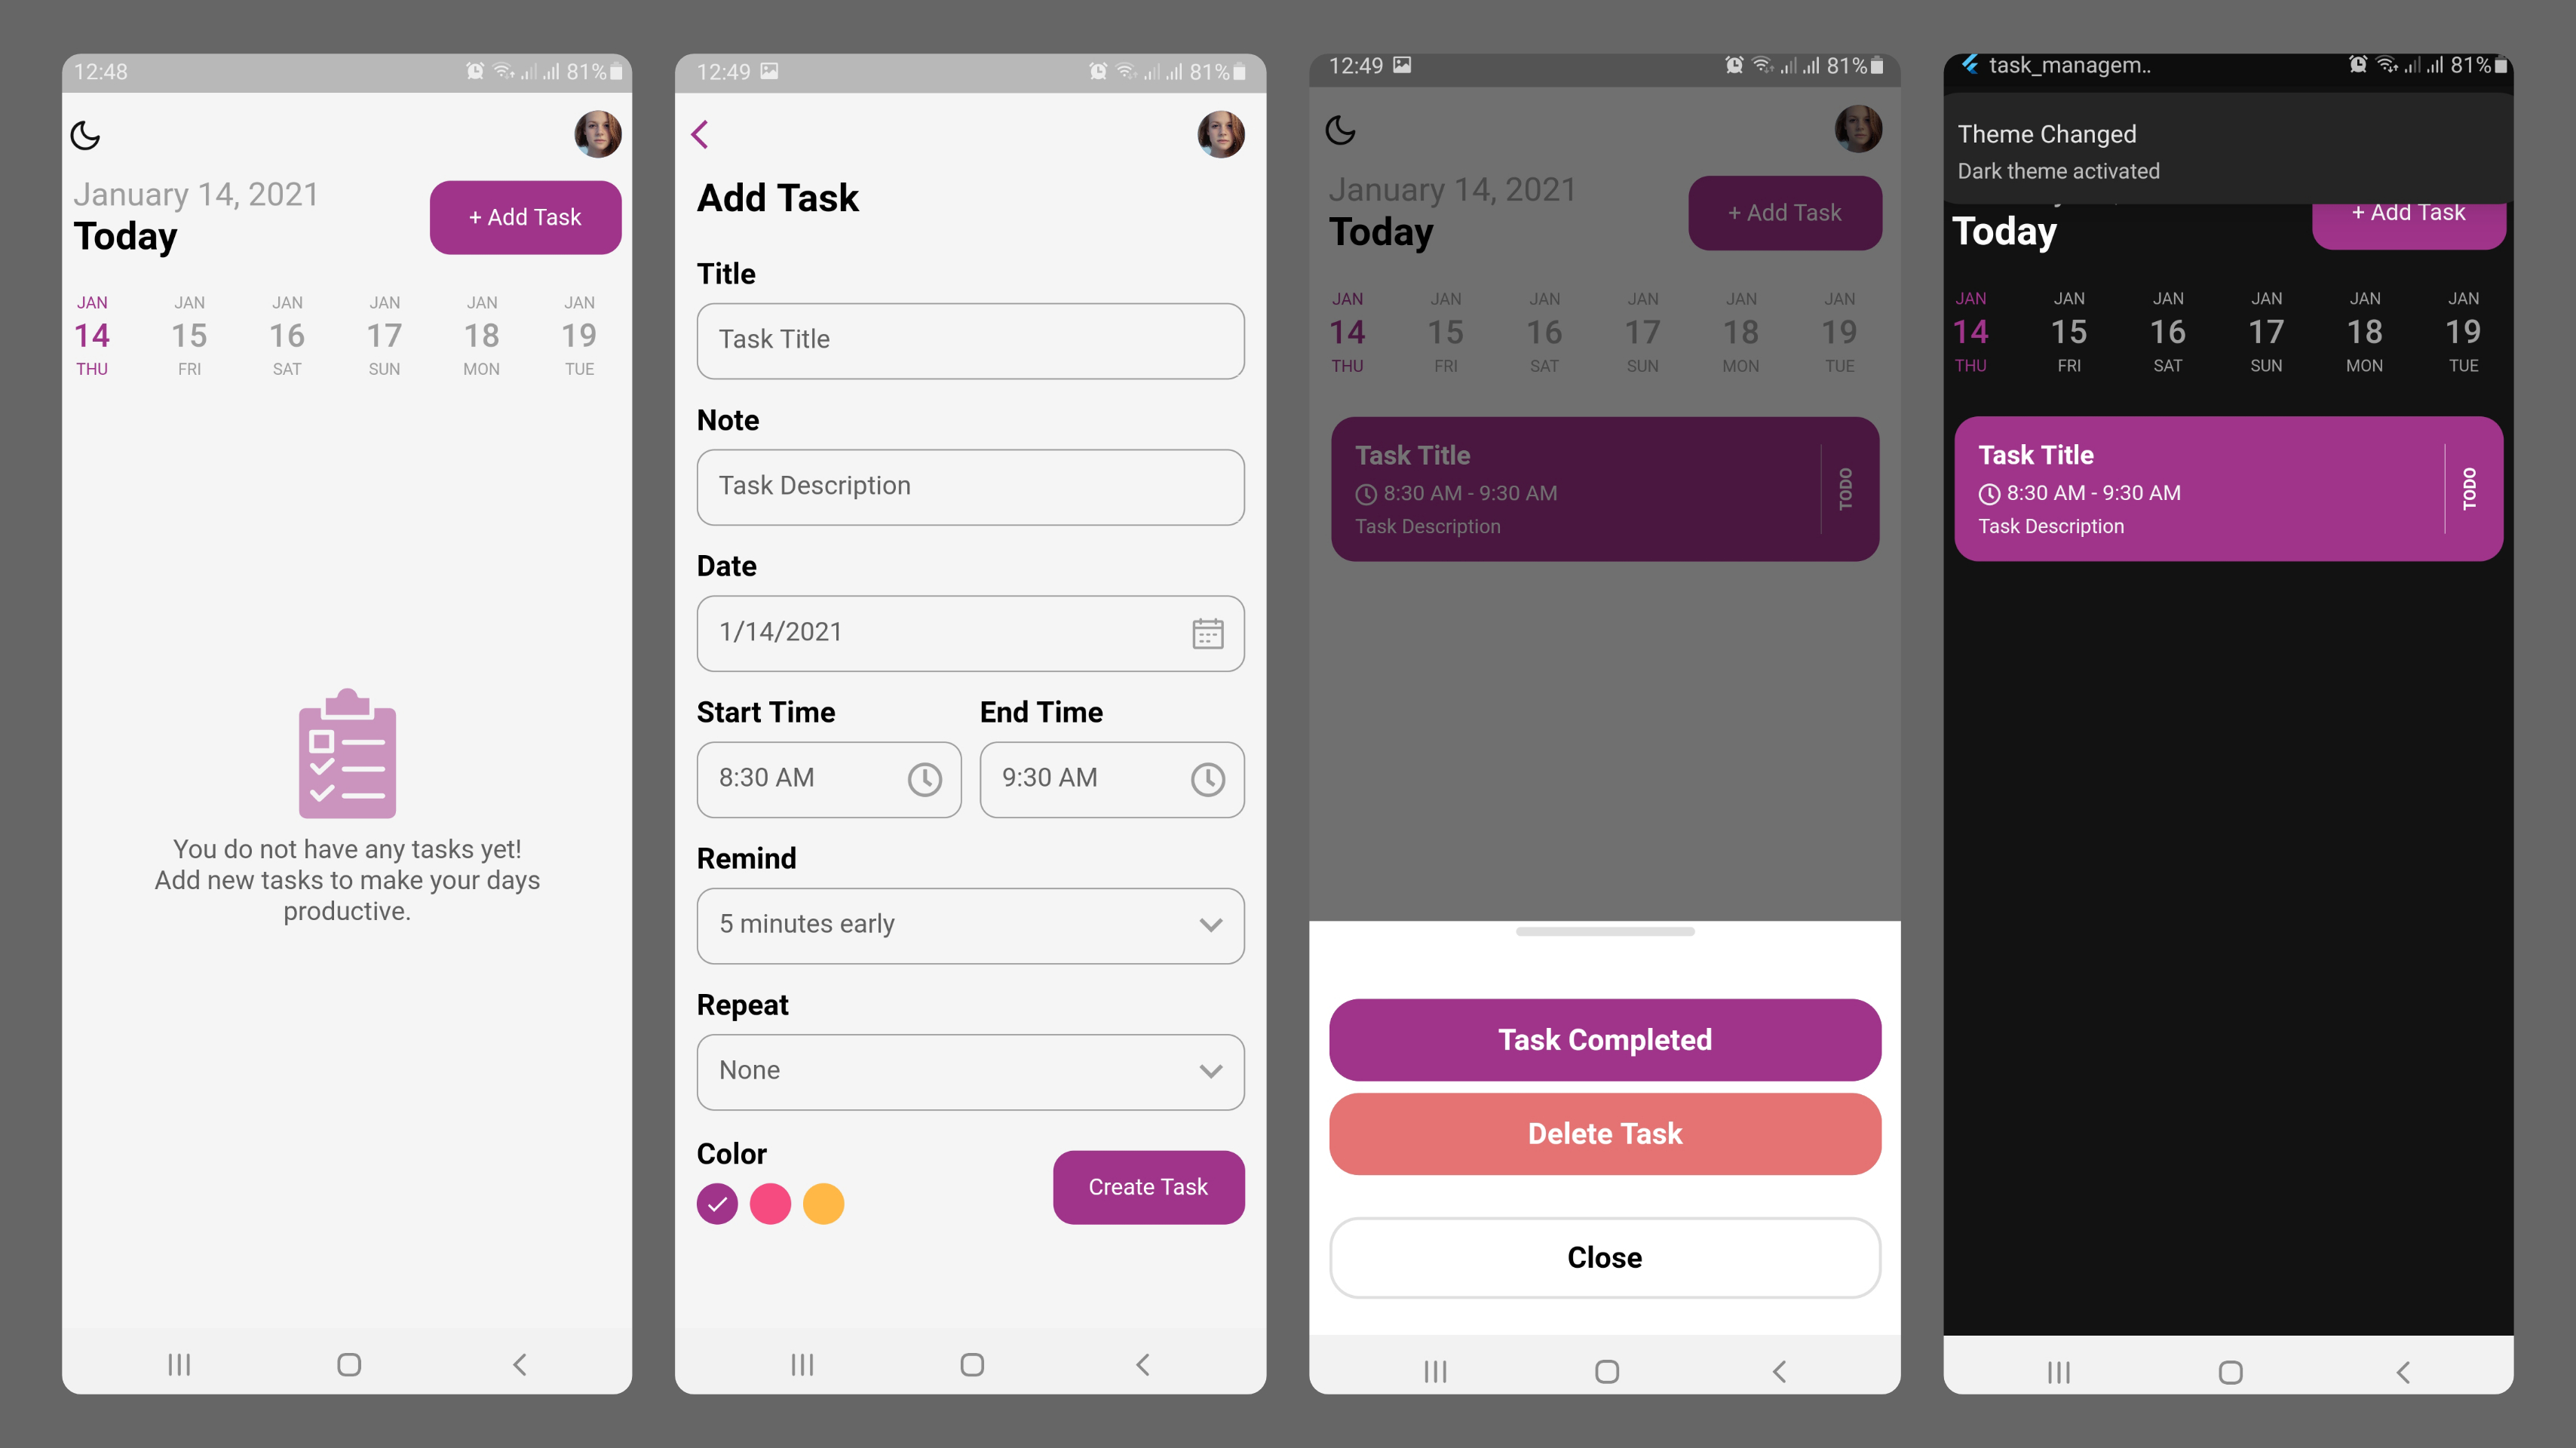 12:48
81%
January 14, 2021
Today
+ Add Task
JAN JAN JAN JAN JAN JAN
14 15 16 17 18 19
THU FRI SAT SUN MON TUE
You do not have any tasks yet!
Add new tasks to make your days
productive.
12:49
81%
Add Task
Title
Task Title
Note
Task Description
Date
1/14/2021
Start Time End Time
8:30 AM 9:30 AM
Remind
5 minutes early
Repeat
None
Color
Create Task
12:49
81%
January 14, 2021
Today
+ Add Task
JAN JAN JAN JAN JAN JAN
14 15 16 17 18 19
THU FRI SAT SUN MON TUE
Task Title
8:30 AM - 9:30 AM
Task Description
TODO
Task Completed
Delete Task
Close
task_managem..
81%
Theme Changed
Dark theme activated
Today
+ Add Task
JAN JAN JAN JAN JAN JAN
14 15 16 17 18 19
THU FRI SAT SUN MON TUE
Task Title
8:30 AM - 9:30 AM
Task Description
TODO